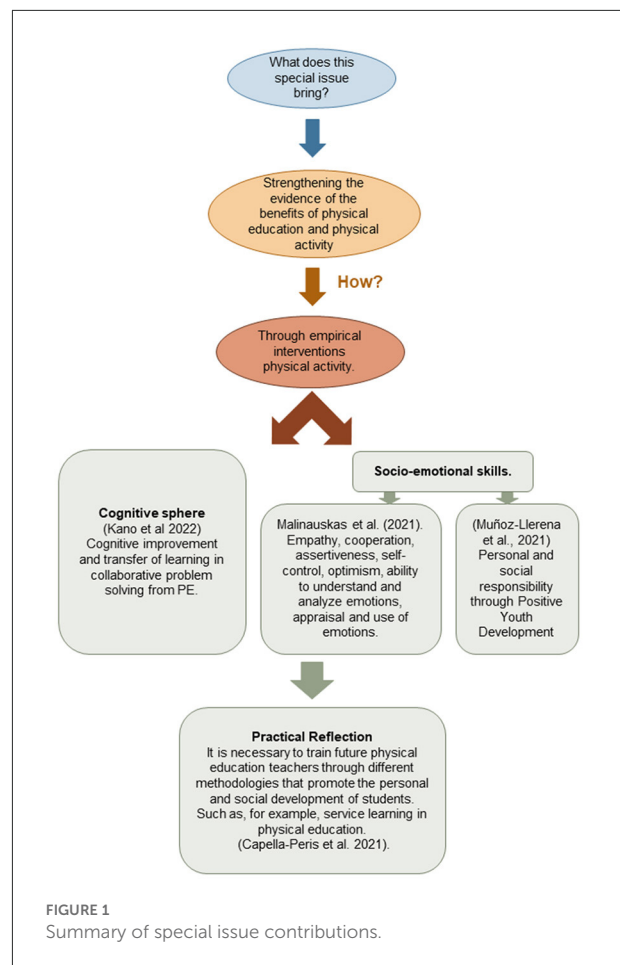 What does this
special issue
bring?
Strengthening the
evidence of the
benefits of physical
education and physical
activity
How?
Through empirical
interventions
physical activity.
Cognitive sphere
(Kano et al 2022)
Cognitive improvement
and transfer of learning in
collaborative problem
solving from PE.
Socio-emotional skills.
Malinauskas et al. (2021).
Empathy, cooperation,
assertiveness, self-
control, optimism, ability
to understand and
analyze emotions,
appraisal and use of
emotions.
(Muñoz-Llerena
et al., 2021)
Personal and
social
responsibility
through Positive
Youth
Development
Practical Reflection
It is necessary to train future physical
education teachers through different
methodologies that promote the personal
and social development of students.
Such as, for example, service learning in
physical education.
(Capella-Peris et al. 2021).
FIGURE 1
Summary of special issue contributions.